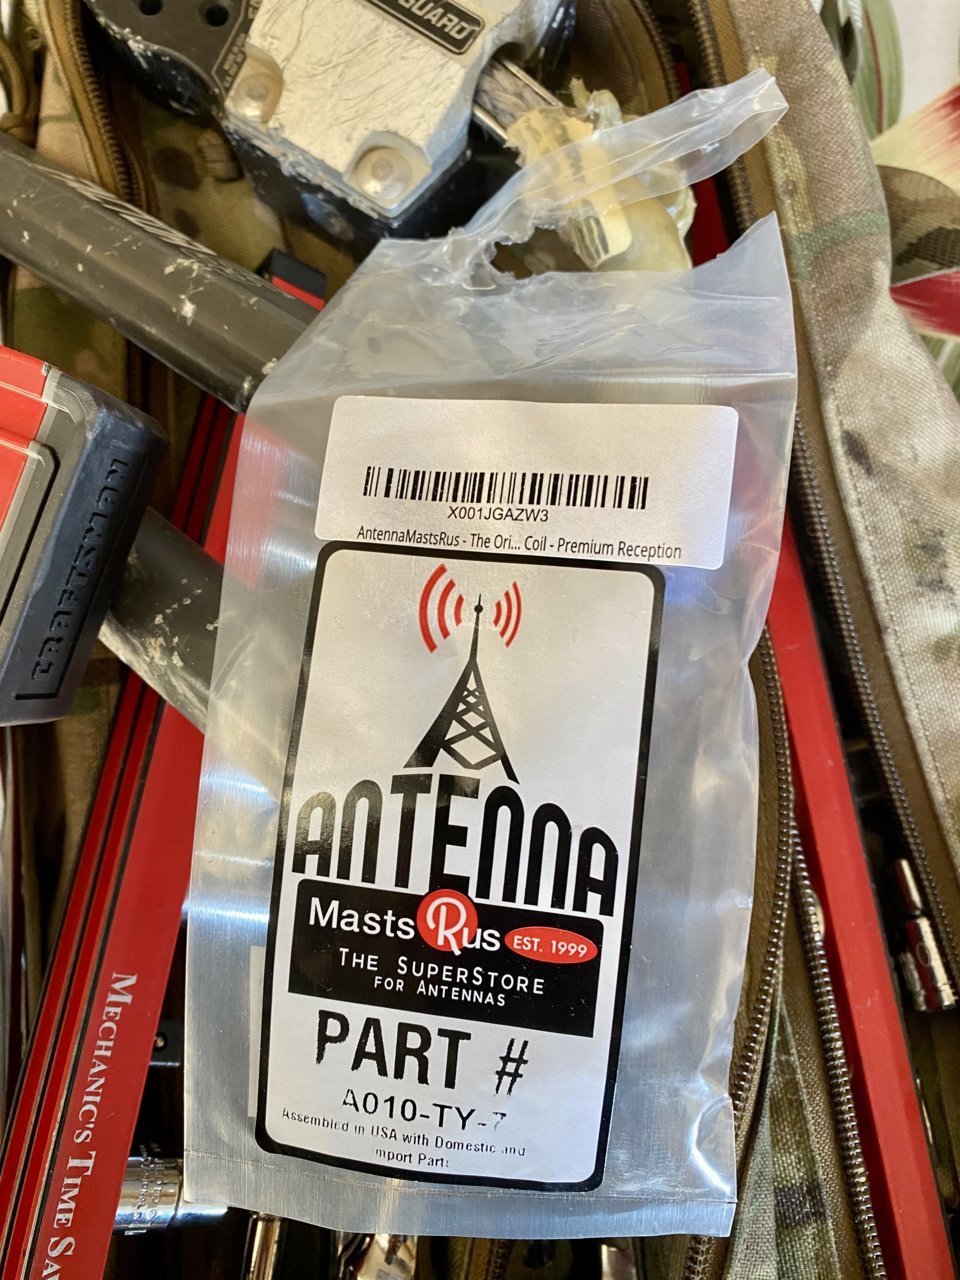 GUARD
X001JGAZW3
AntennaMastsRus - The Ori... Coil - Premium Reception
ANTENNA
Masts Rus EST. 1999
THE SUPERSTORE
FOR ANTENNAS
PART #
A010-TY-7
Assembled in USA with Domestic and
Import Parts
CRAFTSMAN
MECHANIC'S TIME SA